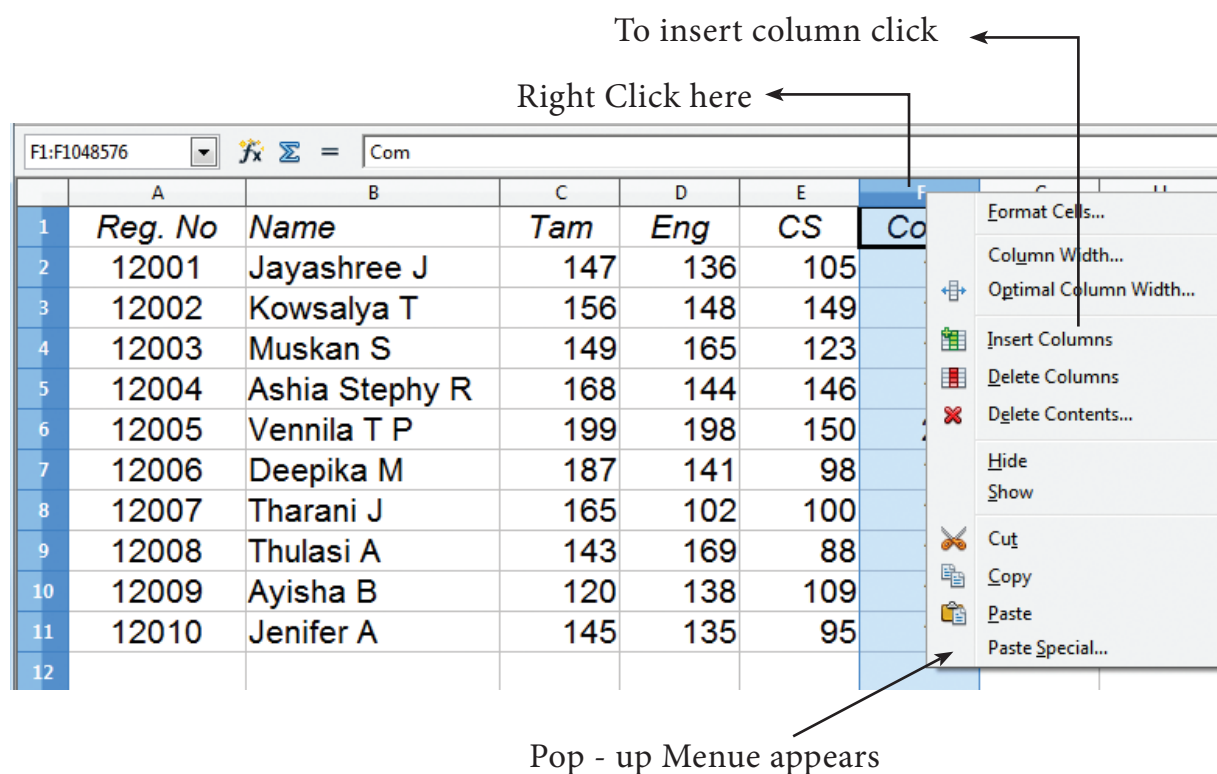 To insert column click
Right Click here
F1:F1048576 fx Σ = Com
A B C D E F
1 Reg. No Name Tam Eng CS Co
2 12001 Jayashree J 147 136 105
3 12002 Kowsalya T 156 148 149
4 12003 Muskan S 149 165 123
5 12004 Ashia Stephy R 168 144 146
6 12005 Vennila T P 199 198 150
7 12006 Deepika M 187 141 98
8 12007 Tharani J 165 102 100
9 12008 Thulasi A 143 169 88
10 12009 Ayisha B 120 138 109
11 12010 Jenifer A 145 135 95
12
Format Cells...
Column Width...
Optimal Column Width...
Insert Columns
Delete Columns
Delete Contents...
Hide
Show
Cut
Copy
Paste
Paste Special...
Pop - up Menue appears